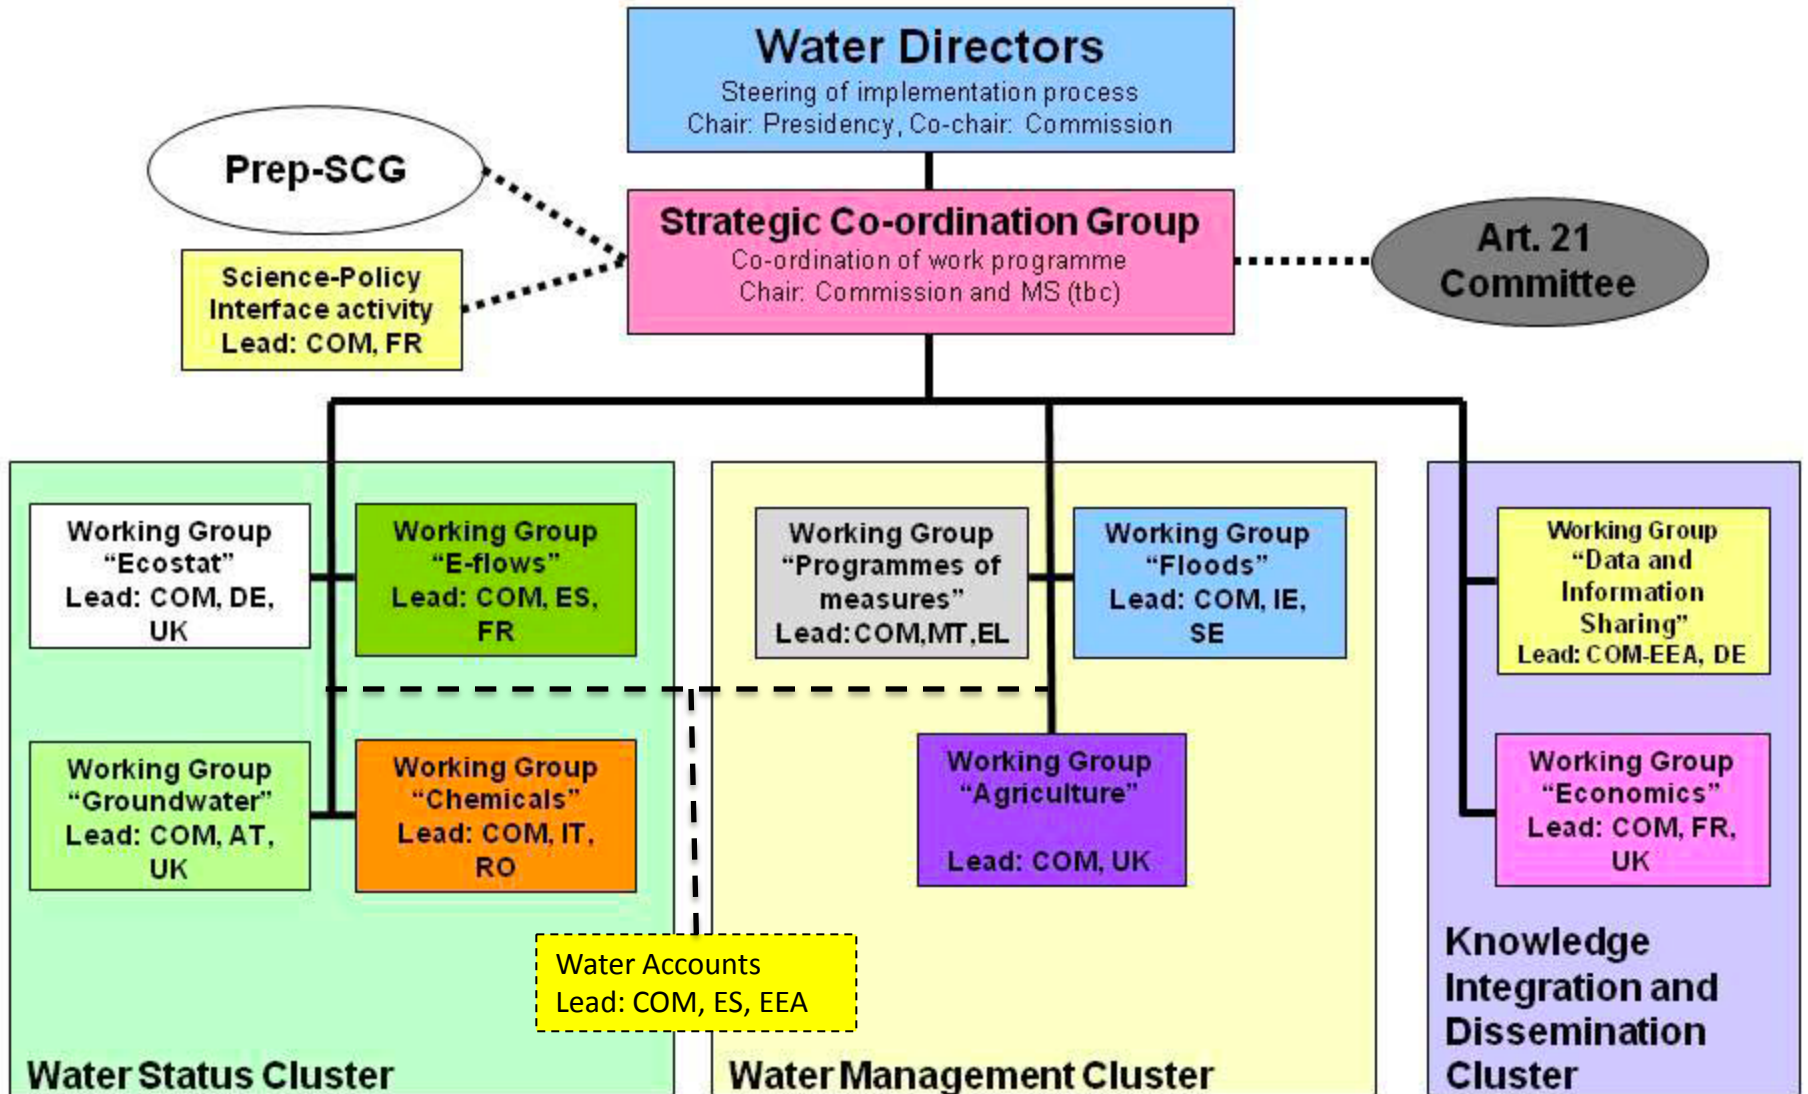 Water Directors
Steering of implementation process
Chair: Presidency, Co-chair: Commission
Prep-SCG
Strategic Co-ordination Group
Co-ordination of work programme
Chair: Commission and MS (tbc)
Art. 21
Committee
Science-Policy
Interface activity
Lead: COM, FR
Working Group
“Ecostat”
Lead: COM, DE,
UK
Working Group
“E-flows”
Lead: COM, ES,
FR
Working Group
“Groundwater”
Lead: COM, AT,
UK
Working Group
“Chemicals”
Lead: COM, IT,
RO
Water Status Cluster
Working Group
“Programmes of
measures”
Lead:COM,MT,EL
Working Group
“Floods”
Lead: COM, IE,
SE
Working Group
“Agriculture”
Lead: COM, UK
Water Accounts
Lead: COM, ES, EEA
Water Management Cluster
Working Group
“Data and
Information
Sharing”
Lead: COM-EEA, DE
Working Group
“Economics”
Lead: COM, FR,
UK
Knowledge
Integration and
Dissemination
Cluster